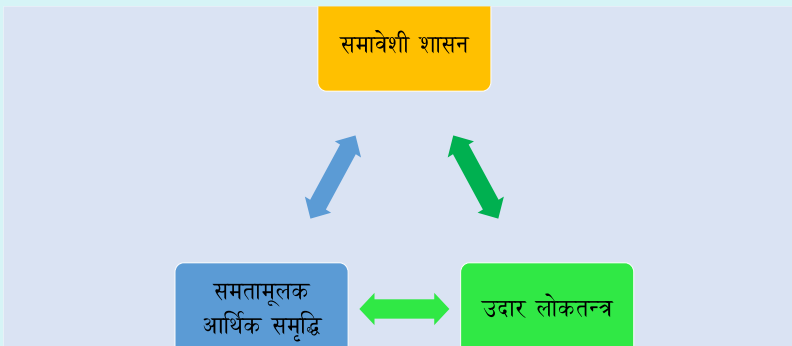 समावेशी शासन
समतामूलक
आर्थिक समृद्धि
उदार लोकतन्त्र